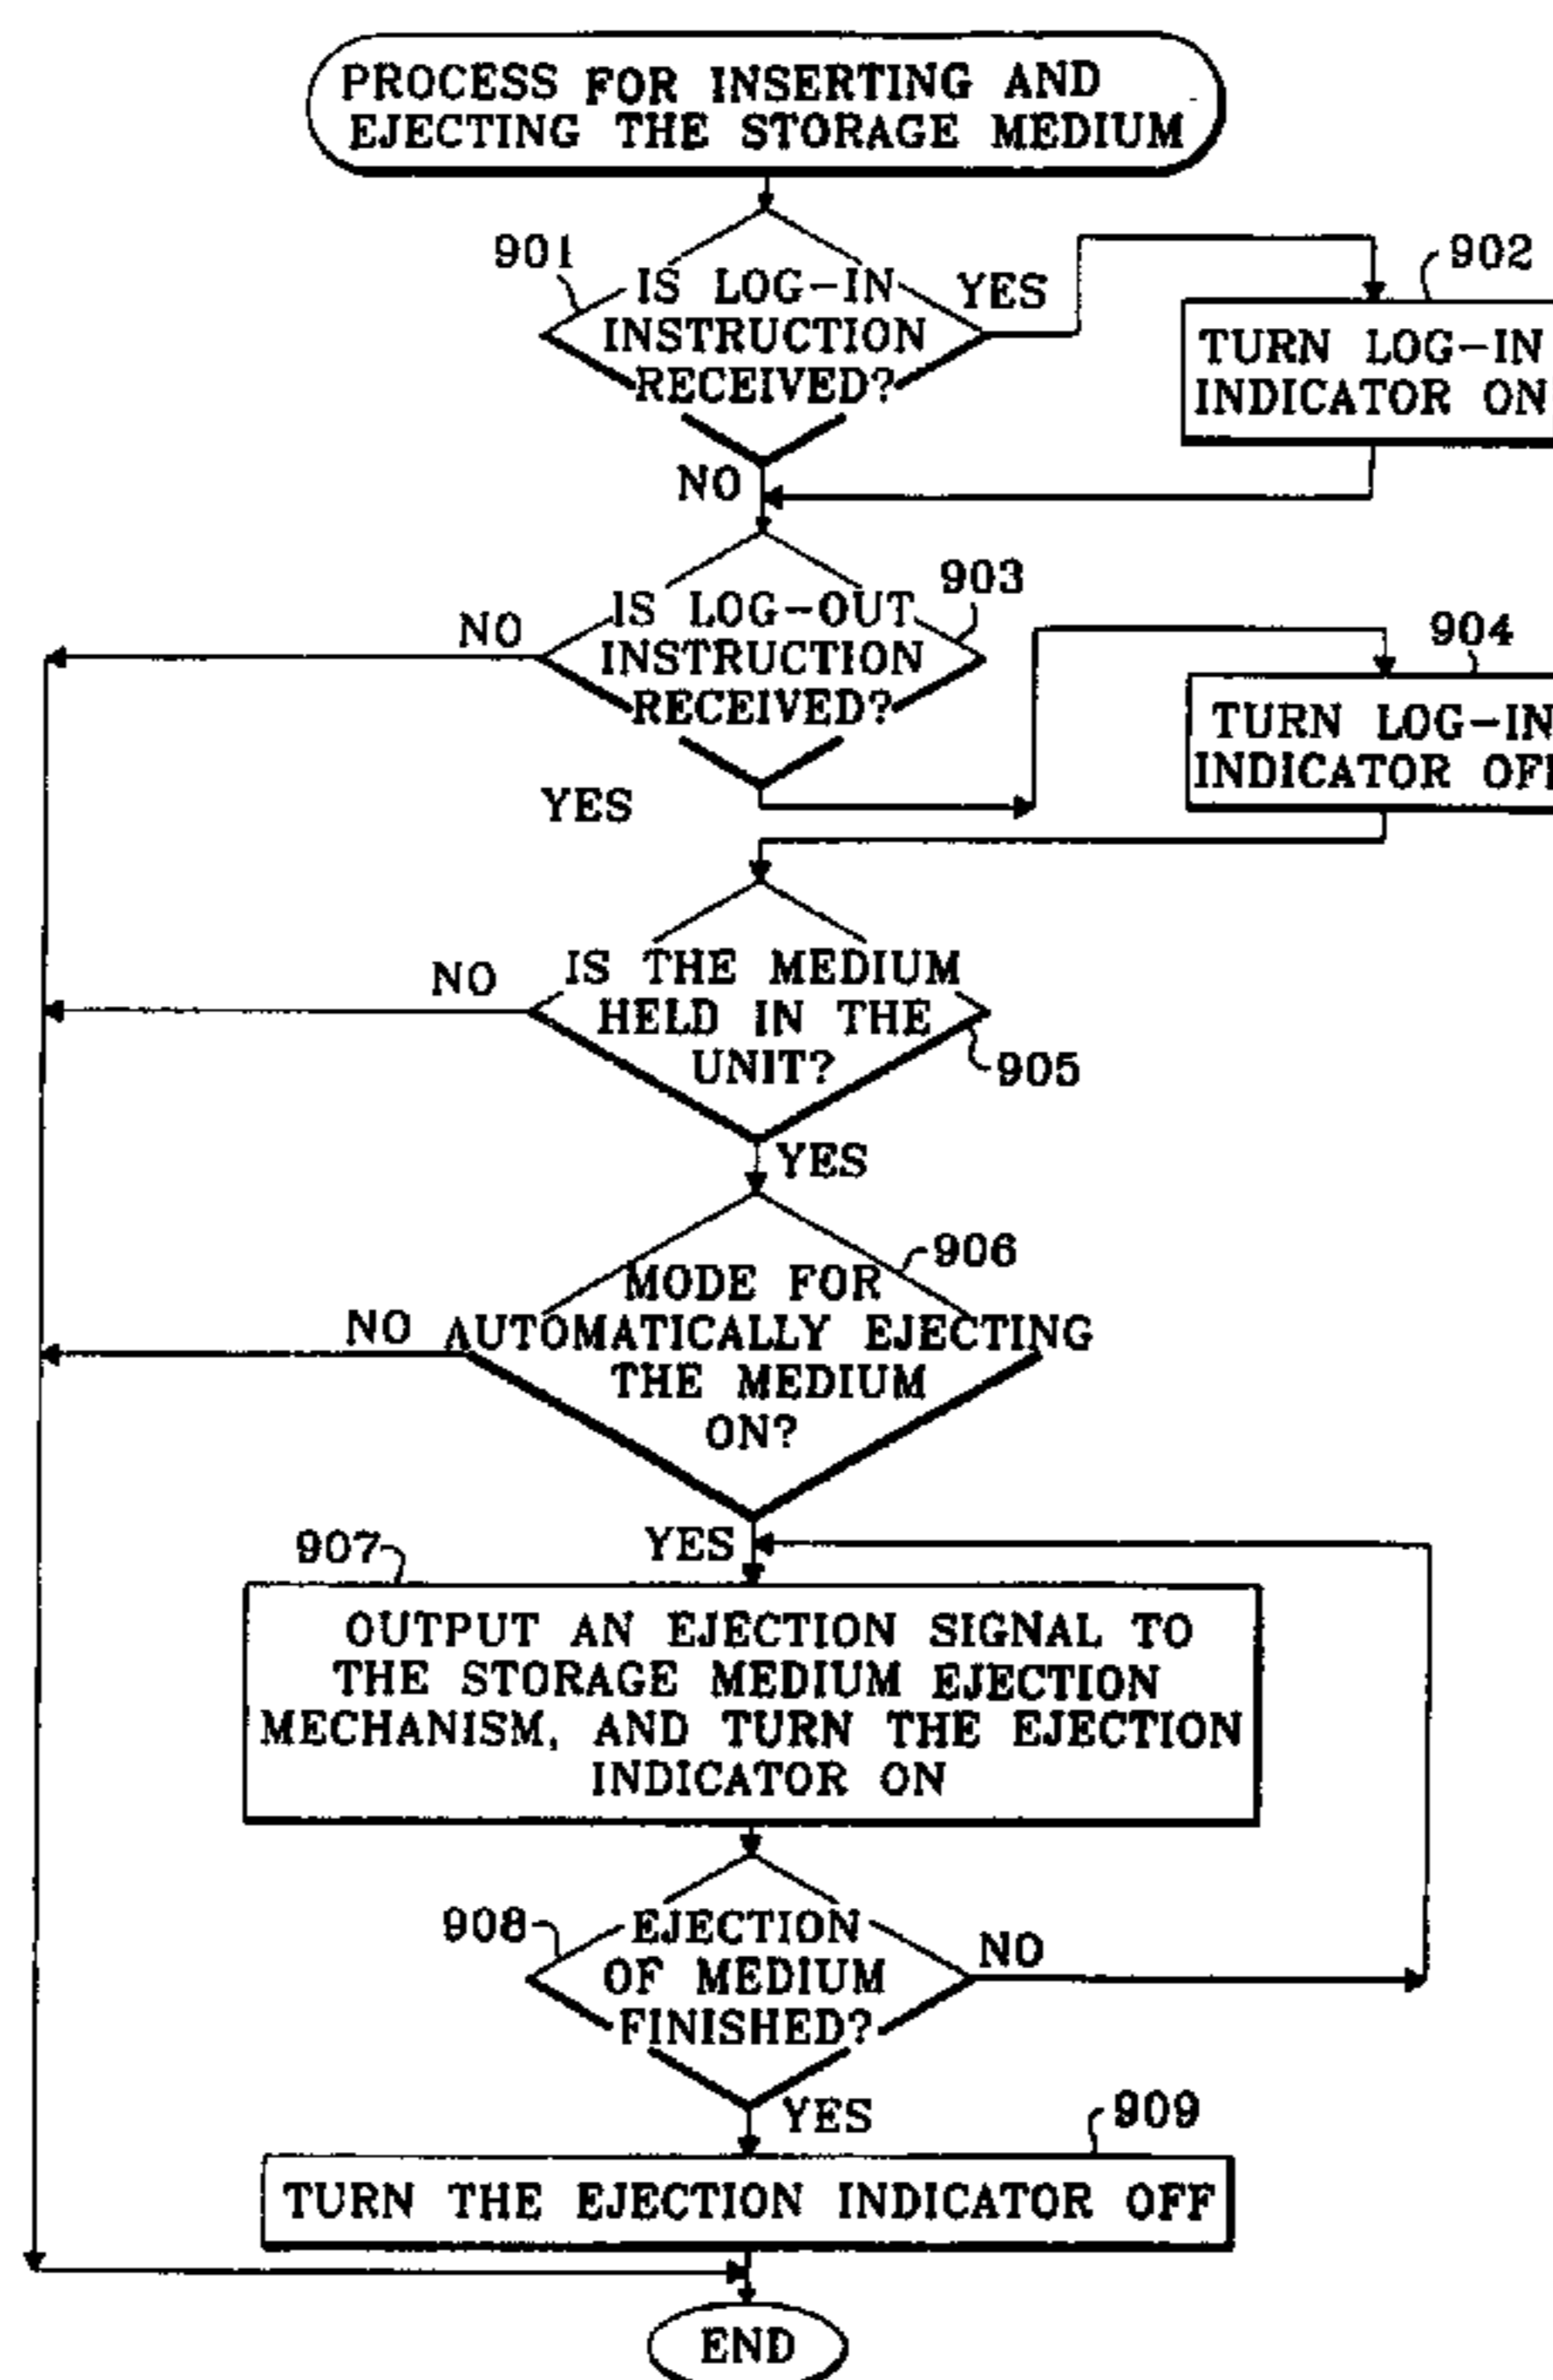 PROCESS FOR INSERTING AND
EJECTING THE STORAGE MEDIUM
901
IS LOG-IN
INSTRUCTION
RECEIVED?
YES
902
TURN LOG-IN
INDICATOR ON
NO
903
IS LOG-OUT
INSTRUCTION
RECEIVED?
NO
904
TURN LOG-IN
INDICATOR OFF
YES
IS THE MEDIUM
HELD IN THE
UNIT?
NO
905
YES
906
MODE FOR
AUTOMATICALLY EJECTING
THE MEDIUM
ON?
NO
YES
907
OUTPUT AN EJECTION SIGNAL TO
THE STORAGE MEDIUM EJECTION
MECHANISM, AND TURN THE EJECTION
INDICATOR ON
908
EJECTION
OF MEDIUM
FINISHED?
NO
YES
909
TURN THE EJECTION INDICATOR OFF
END